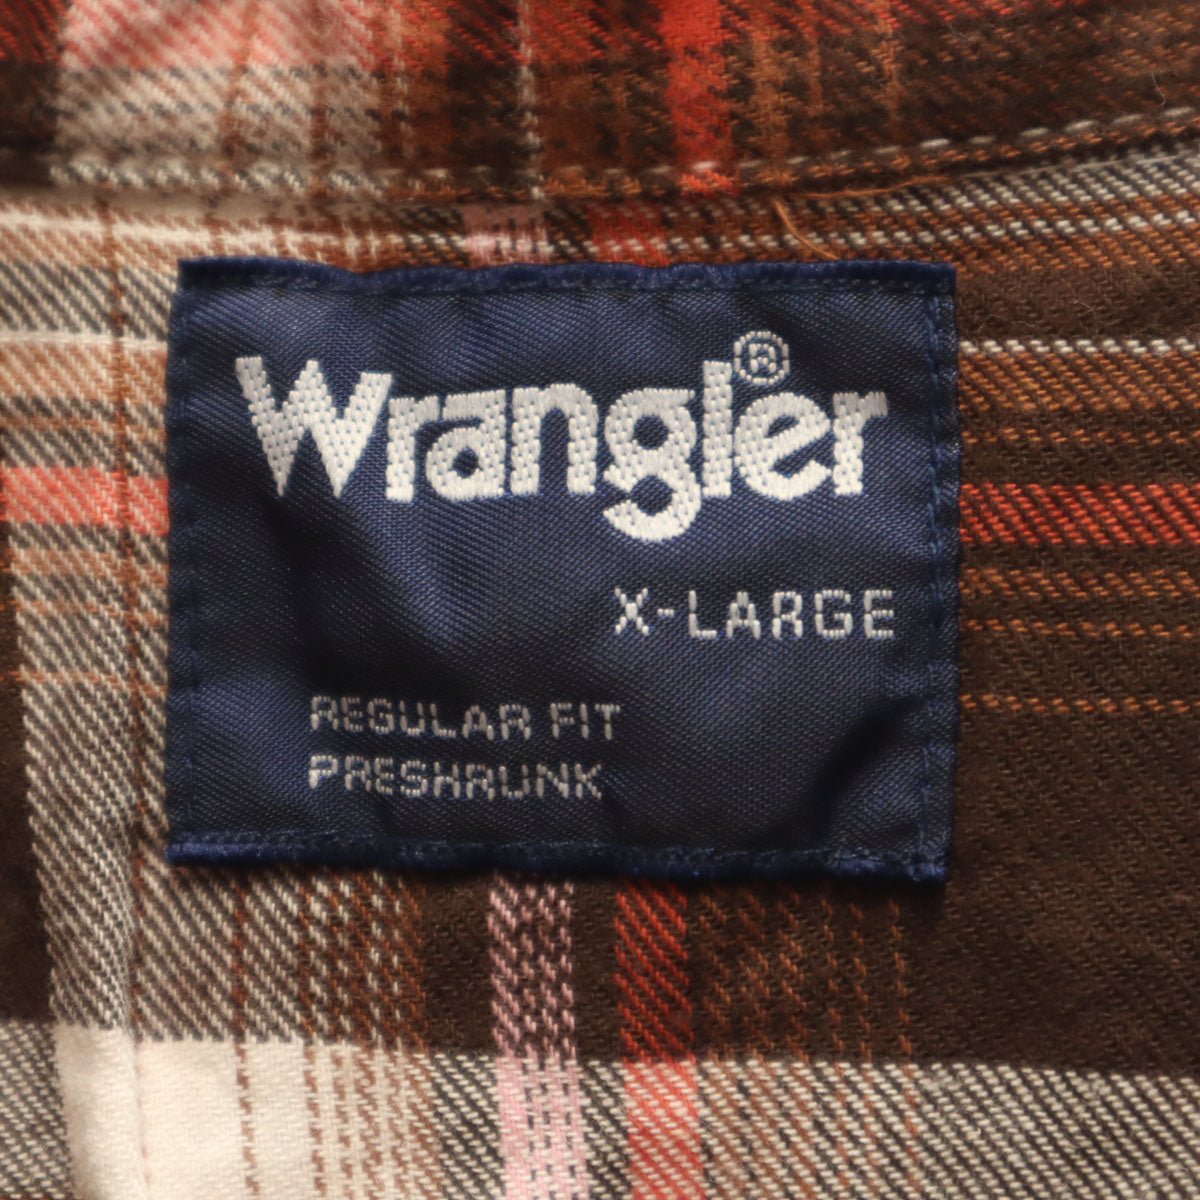 Wrangler®
X-LARGE
REGULAR FIT
PRESHRUNK